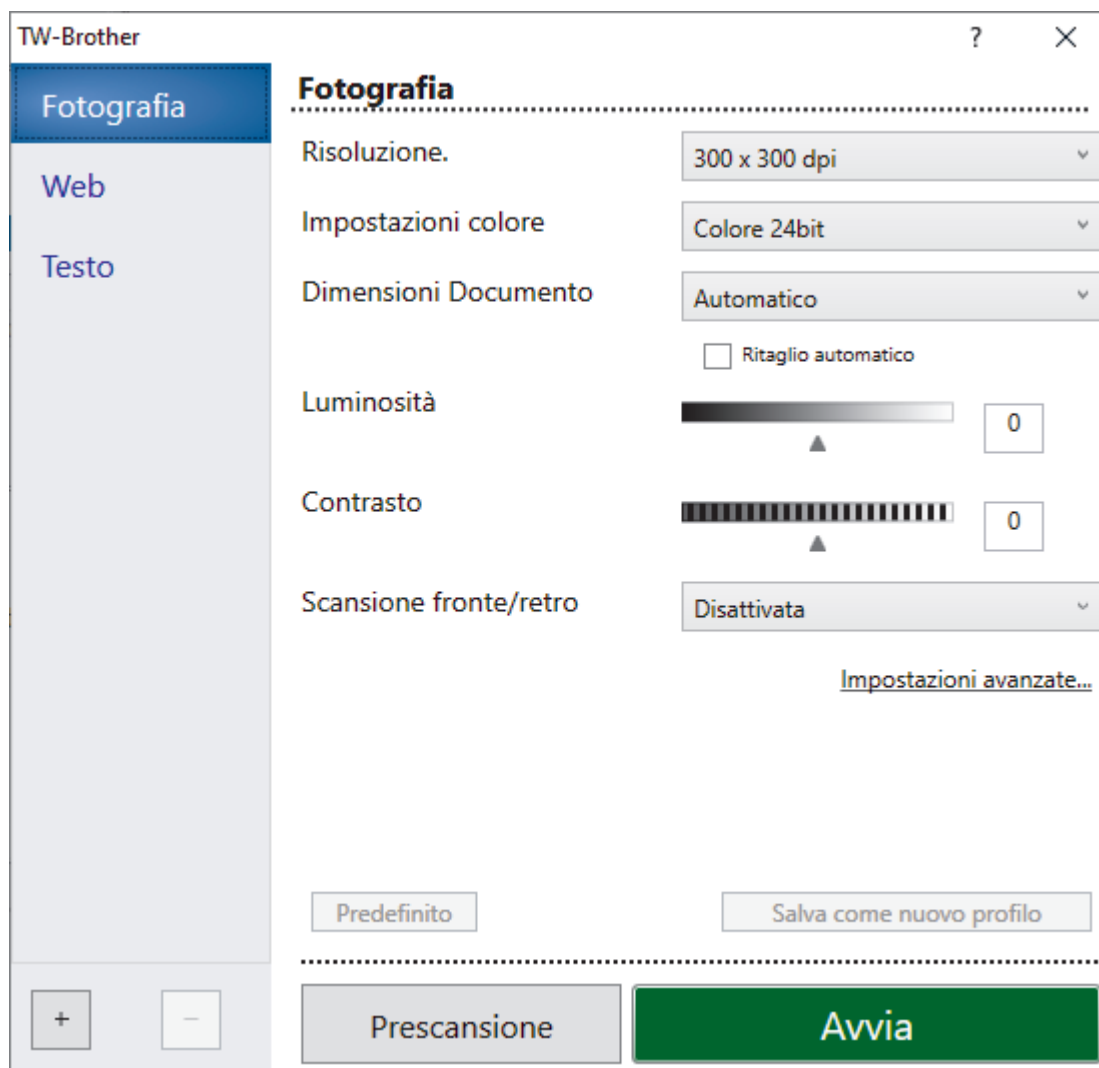 TW-Brother ? ×
Fotografia
Web
Testo
Fotografia
Risoluzione. 300 x 300 dpi
Impostazioni colore Colore 24bit
Dimensioni Documento Automatico
Ritaglio automatico
Luminosità 0
Contrasto 0
Scansione fronte/retro Disattivata
Impostazioni avanzate...
Predefinito Salva come nuovo profilo
+ −
Prescansione Avvia